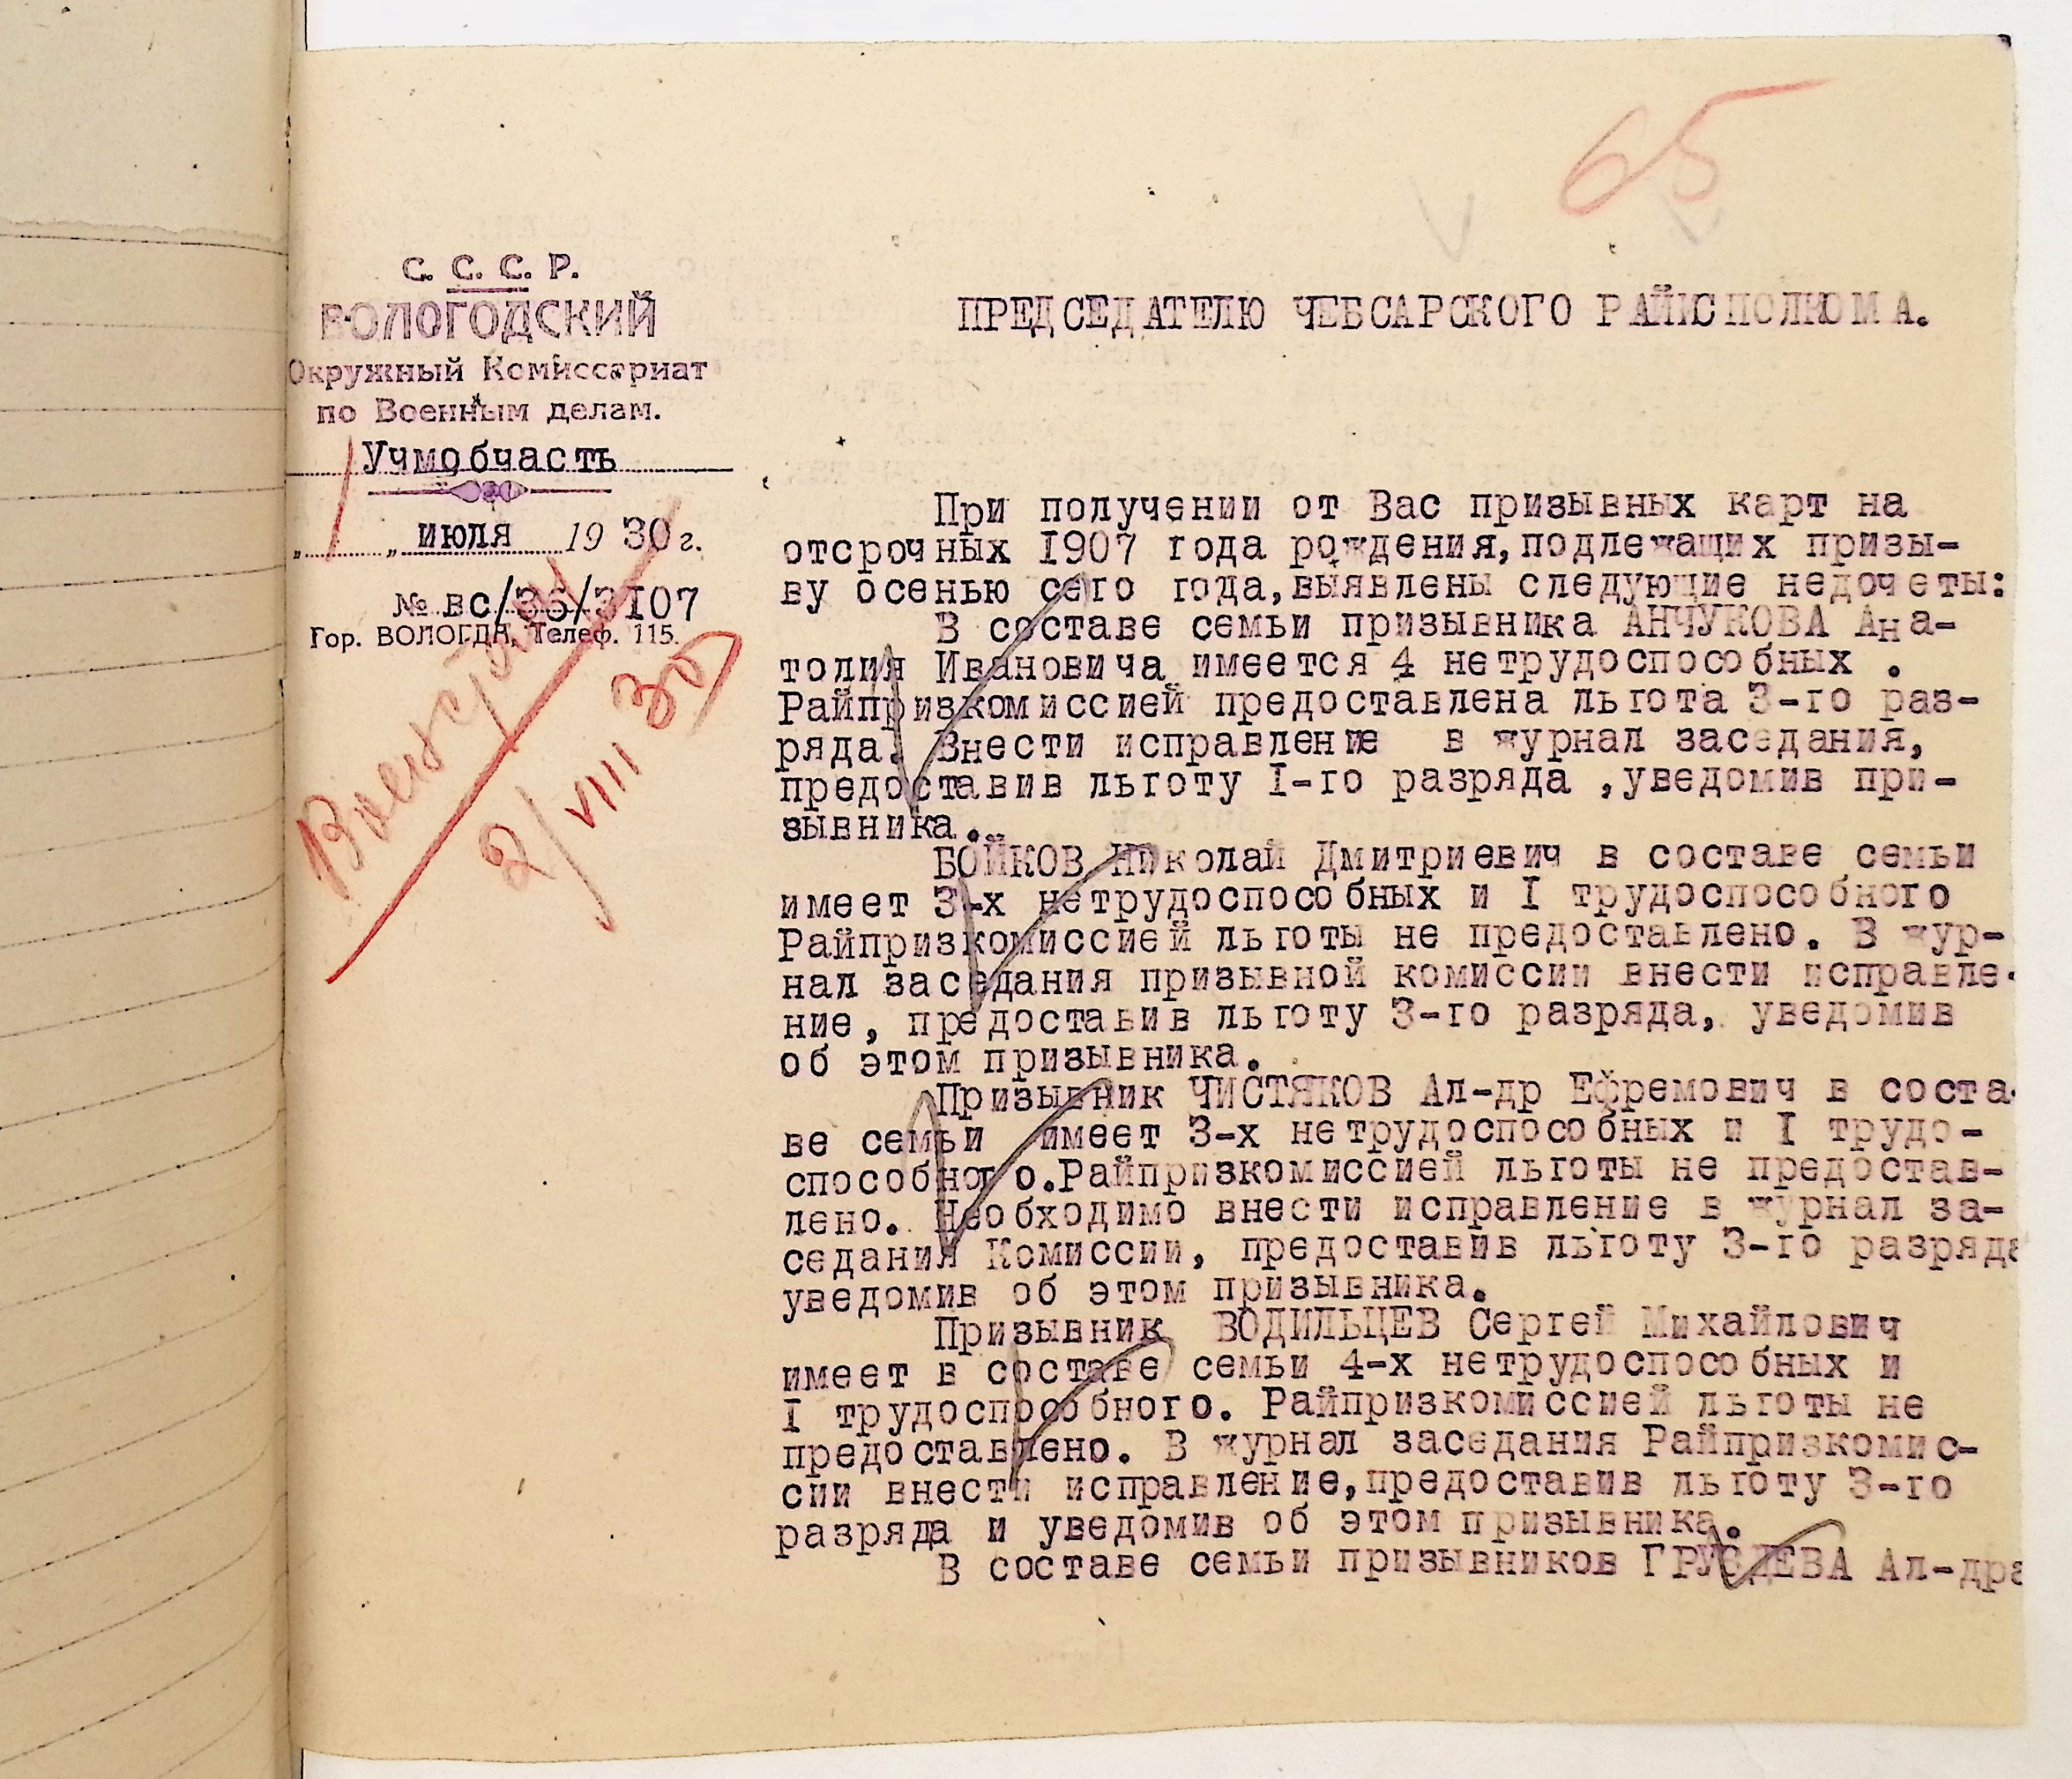 65
С. С. С. Р.
ВОЛОГОДСКИЙ
Окружный Комиссариат
по Военным делам.
Учмобчасть
„ „ июля 1930 г.
№ вс/36/3107
Гор. ВОЛОГДА, Телеф. 115.
2/VIII 30
ПРЕДСЕДАТЕЛЮ ЧЕБСАРСКОГО РАЙИСПОЛКОМА.
При получении от Вас призывных карт на
отсрочных 1907 года рождения,подлежащих призы-
ву осенью сего года,выявлены следующие недочеты:
В составе семьи призывника АНЧУКОВА Ана-
толия Ивановича имеется 4 нетрудоспособных .
Райпризкомиссией предоставлена льгота 3-го раз-
ряда. Внести исправление в журнал заседания,
предоставив льготу I-го разряда ,уведомив при-
зывника.
БОЙКОВ Николай Дмитриевич в составе семьи
имеет 3-х нетрудоспособных и I трудоспособного
Райпризкомиссией льготы не предоставлено. В жур-
нал заседания призывной комиссии внести исправле-
ние, предоставив льготу 3-го разряда, уведомив
об этом призывника.
Призывник ЧИСТЯКОВ Ал-др Ефремович в соста-
ве семьи имеет 3-х нетрудоспособных и I трудо-
способного.Райпризкомиссией льготы не предостав-
лено. Необходимо внести исправление в журнал за-
седания Комиссии, предоставив льготу 3-го разряда
уведомив об этом призывника.
Призывник ВОДИЛЬЦЕВ Сергей Михайлович
имеет в составе семьи 4-х нетрудоспособных и
I трудоспособного. Райпризкомиссией льготы не
предоставлено. В журнал заседания Райпризкомис-
сии внести исправление,предоставив льготу 3-го
разряда и уведомив об этом призывника.
В составе семьи призывников ГРУЗДЕВА Ал-дра